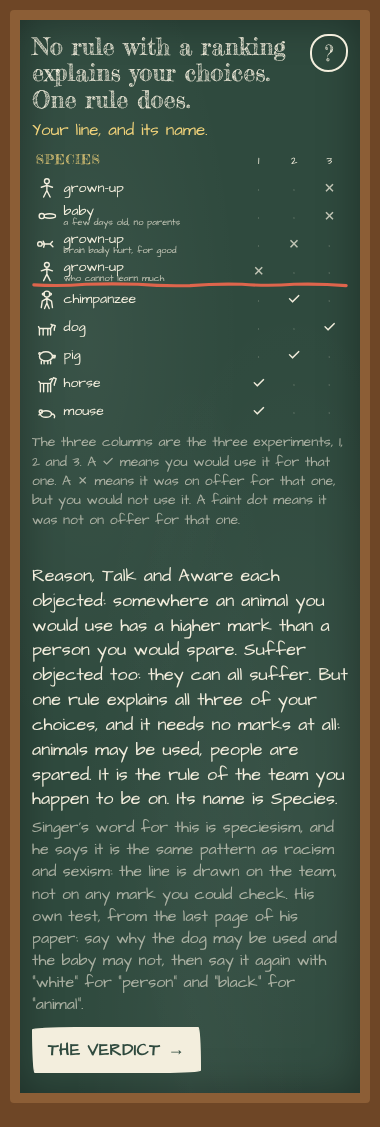 No rule with a ranking
explains your choices.
One rule does.
?
Your line, and its name.
SPECIES 1 2 3
grown-up · · ×
baby · · ×
a few days old, no parents
grown-up · × ·
brain badly hurt, for good
grown-up × · ·
who cannot learn much
chimpanzee · ✓ ·
dog · · ✓
pig · ✓ ·
horse ✓ · ·
mouse ✓ · ·
The three columns are the three experiments, 1,
2 and 3. A ✓ means you would use it for that
one. A × means it was on offer for that one,
but you would not use it. A faint dot means it
was not on offer for that one.
Reason, Talk and Aware each
objected: somewhere an animal you
would use has a higher mark than a
person you would spare. Suffer
objected too: they can all suffer. But
one rule explains all three of your
choices, and it needs no marks at all:
animals may be used, people are
spared. It is the rule of the team you
happen to be on. Its name is Species.
Singer's word for this is speciesism, and
he says it is the same pattern as racism
and sexism: the line is drawn on the team,
not on any mark you could check. His
own test, from the last page of his
paper: say why the dog may be used and
the baby may not, then say it again with
"white" for "person" and "black" for
"animal".
THE VERDICT →